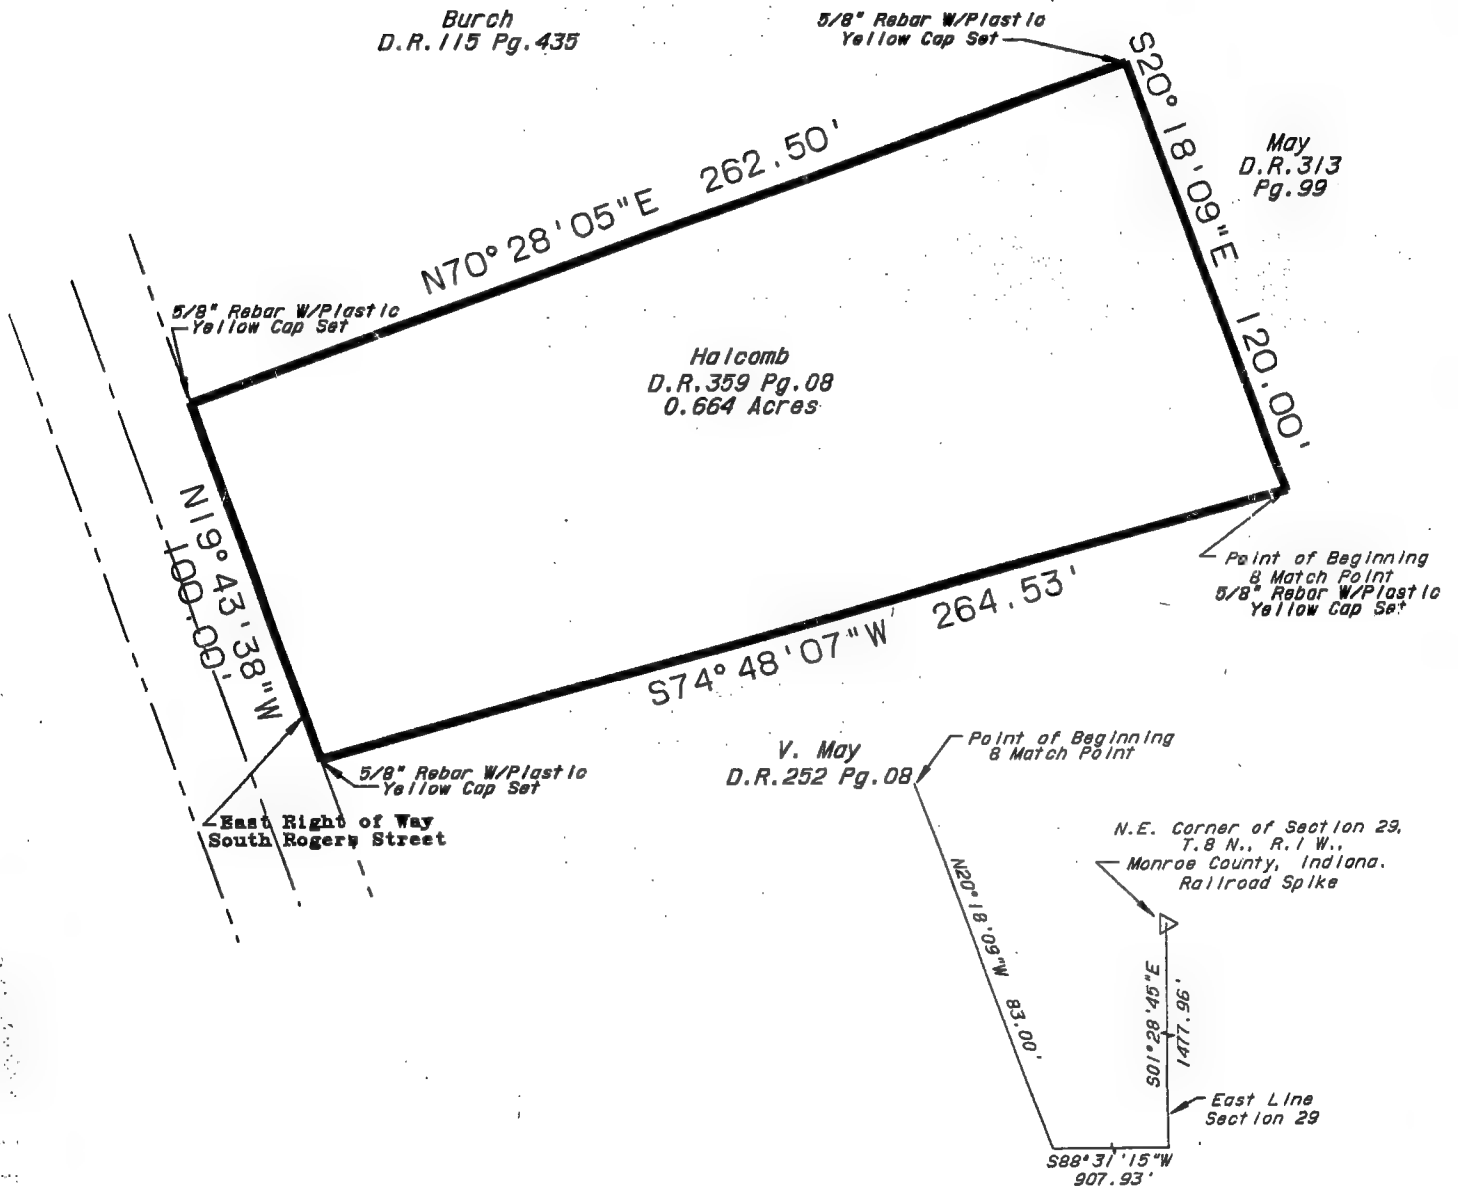 Burch
D.R.115 Pg.435
5/8" Rebar W/Plastic
Yellow Cap Set
S20°18'09"E 120.00'
May
D.R.313
Pg.99
N70°28'05"E 262.50'
5/8" Rebar W/Plastic
Yellow Cap Set
Halcomb
D.R.359 Pg.08
0.664 Acres
N19°43'38"W
100.00'
Point of Beginning
8 Match Point
5/8" Rebar W/Plastic
Yellow Cap Set
S74°48'07"W 264.53'
5/8" Rebar W/Plastic
Yellow Cap Set
East Right of Way
South Rogers Street
V. May
D.R.252 Pg.08
Point of Beginning
8 Match Point
N.E. Corner of Section 29,
T.8 N., R.1 W.,
Monroe County, Indiana.
Railroad Spike
N20°18'09"W 83.00'
S01°28'45"E
1477.96'
East Line
Section 29
S88°31'15"W
907.93'